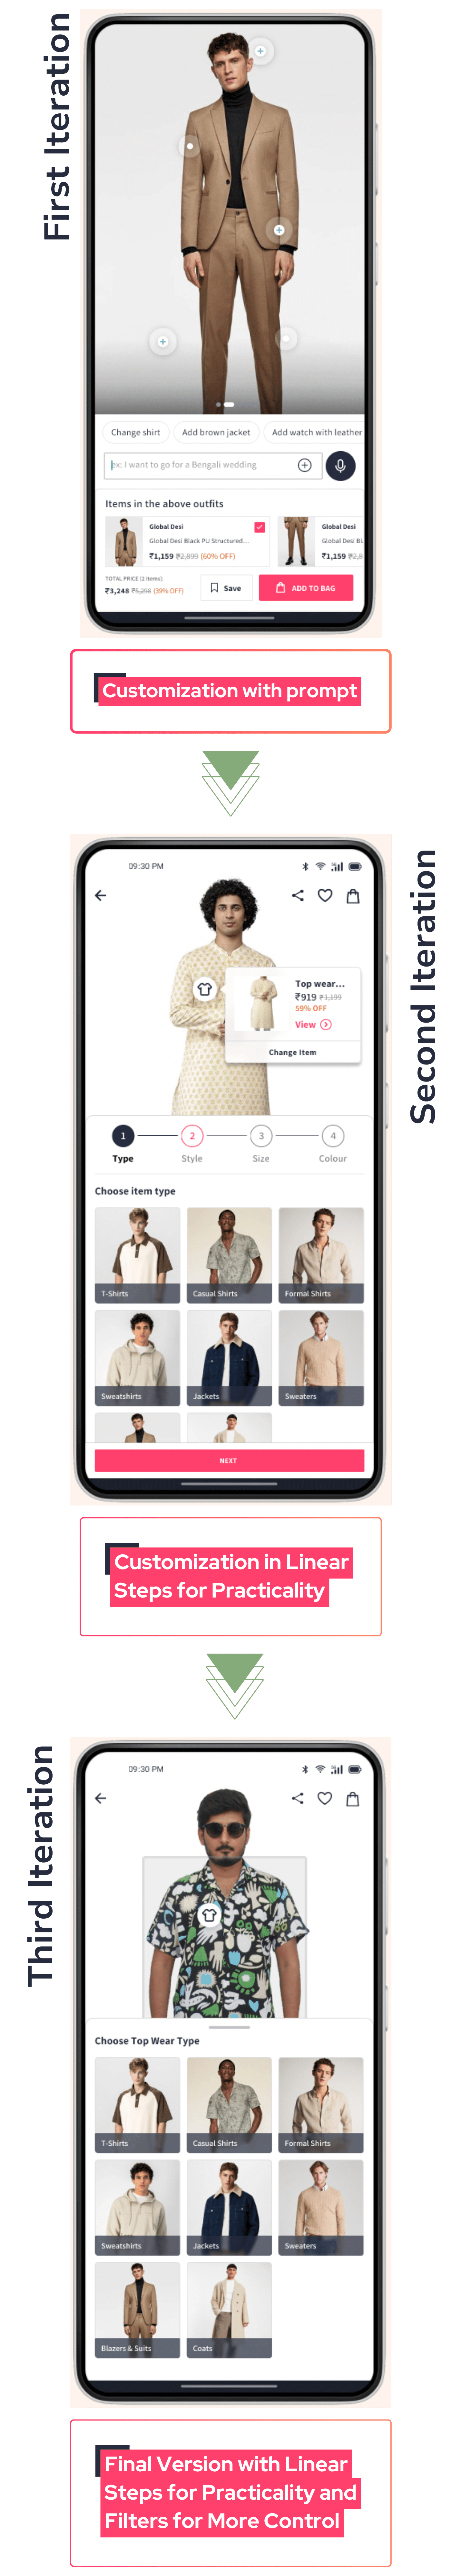 First Iteration
Change shirt
Add brown jacket
Add watch with leather
ex: I want to go for a Bengali wedding
Items in the above outfits
Global Desi
Global Desi Black PU Structured...
₹1,159 ₹2,899 (60% OFF)
Global Desi
Global Desi Bl
₹1,159 ₹2,8
TOTAL PRICE (2 Items)
₹3,248 ₹5,298 (39% OFF)
Save
ADD TO BAG
Customization with prompt
Second Iteration
09:30 PM
Top wear...
₹919 ₹1,199
59% OFF
View
Change Item
1
2
3
4
Type
Style
Size
Colour
Choose item type
T-Shirts
Casual Shirts
Formal Shirts
Sweatshirts
Jackets
Sweaters
NEXT
Customization in Linear
Steps for Practicality
Third Iteration
09:30 PM
Choose Top Wear Type
T-Shirts
Casual Shirts
Formal Shirts
Sweatshirts
Jackets
Sweaters
Blazers & Suits
Coats
Final Version with Linear
Steps for Practicality and
Filters for More Control